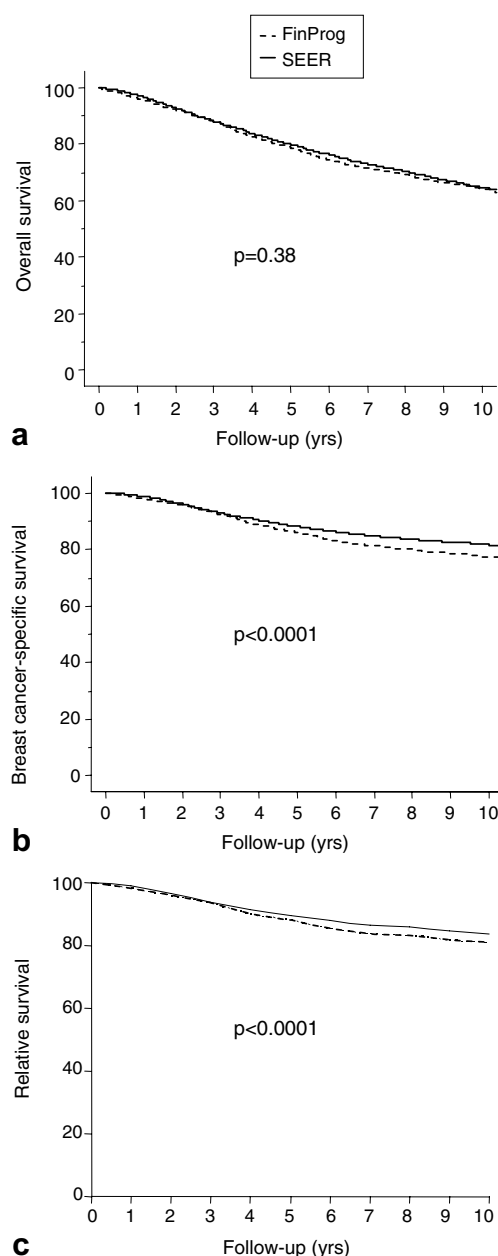 FinProg
SEER
100
80
60
40
20
0
Overall survival
p=0.38
0 1 2 3 4 5 6 7 8 9 10
a
Follow-up (yrs)
100
80
60
40
20
0
Breast cancer-specific survival
p<0.0001
0 1 2 3 4 5 6 7 8 9 10
b
Follow-up (yrs)
100
80
60
40
20
0
Relative survival
p<0.0001
0 1 2 3 4 5 6 7 8 9 10
c
Follow-up (yrs)